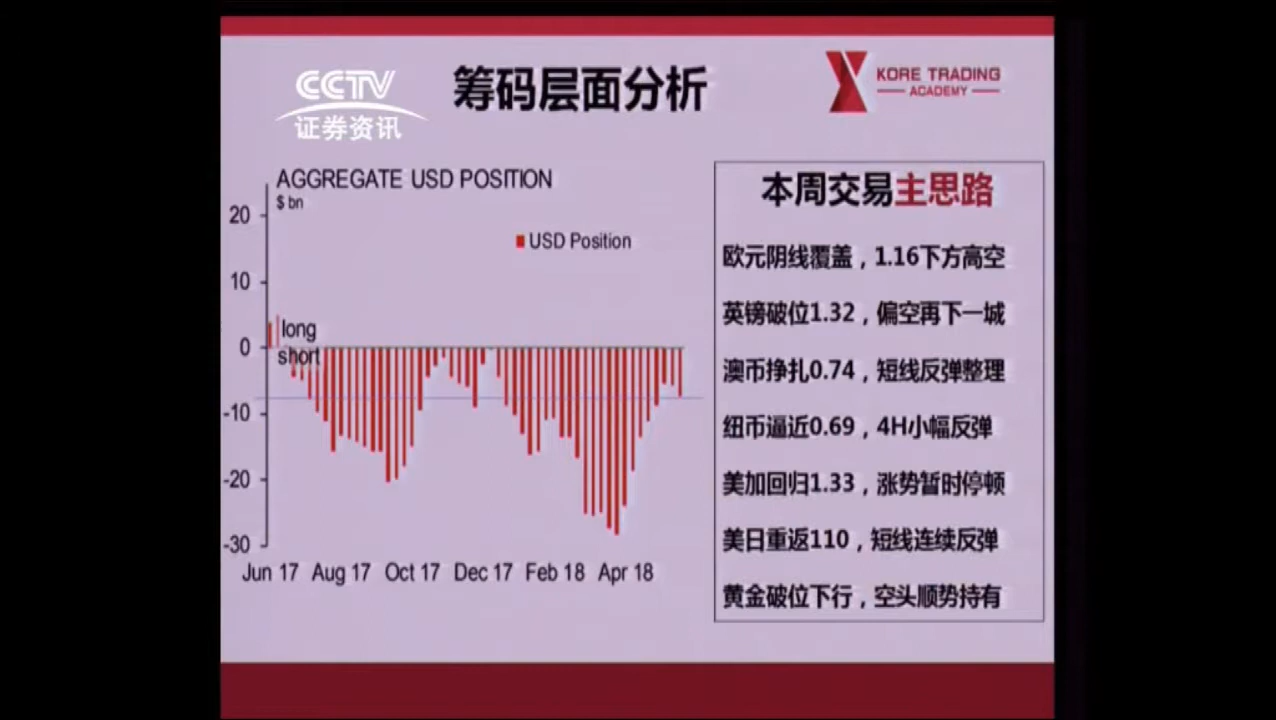 CCTV
证券资讯
筹码层面分析
KORE TRADING
ACADEMY
AGGREGATE USD POSITION
$ bn
USD Position
20
10
0
-10
-20
-30
long
short
Jun 17 Aug 17 Oct 17 Dec 17 Feb 18 Apr 18
本周交易主思路
欧元阴线覆盖，1.16下方高空
英镑破位1.32，偏空再下一城
澳币挣扎0.74，短线反弹整理
纽币逼近0.69，4H小幅反弹
美加回归1.33，涨势暂时停顿
美日重返110，短线连续反弹
黄金破位下行，空头顺势持有